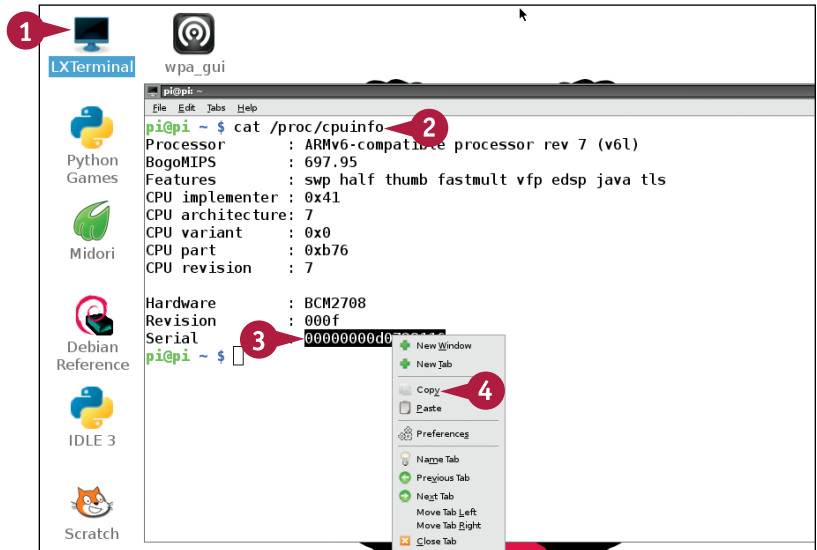 1
LXTerminal
wpa_gui
pi@pi: ~
File Edit Tabs Help
pi@pi ~ $ cat /proc/cpuinfo
2
Processor : ARMv6-compatible processor rev 7 (v6l)
BogoMIPS : 697.95
Features : swp half thumb fastmult vfp edsp java tls
CPU implementer : 0x41
CPU architecture: 7
CPU variant : 0x0
CPU part : 0xb76
CPU revision : 7
Hardware : BCM2708
Revision : 000f
Serial
3
pi@pi ~ $
Python
Games
Midori
Debian
Reference
IDLE 3
Scratch
New Window
New Tab
Copy
4
Paste
Preferences
Name Tab
Previous Tab
Next Tab
Move Tab Left
Move Tab Right
Close Tab